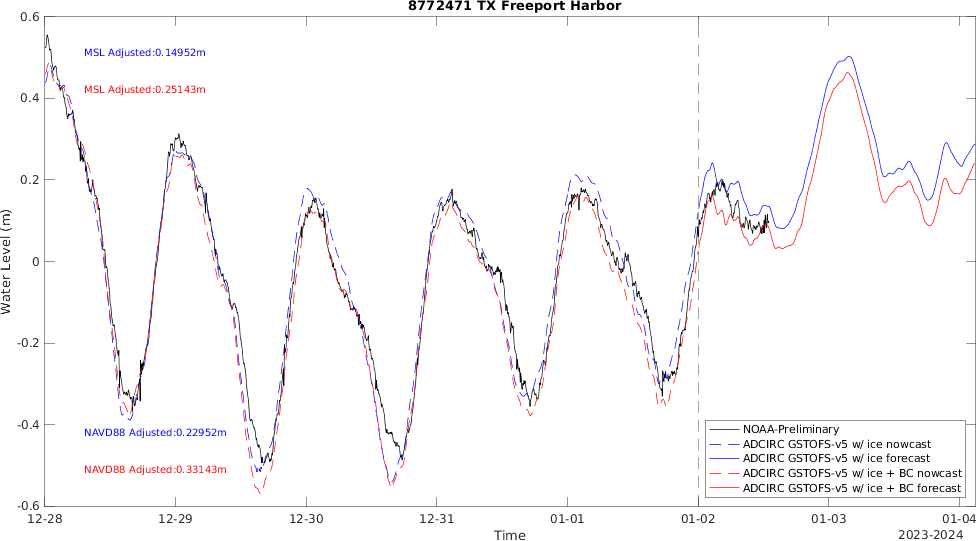 8772471 TX Freeport Harbor
0.6
0.4
0.2
0
-0.2
-0.4
-0.6
Water Level (m)
MSL Adjusted:0.14952m
MSL Adjusted:0.25143m
NAVD88 Adjusted:0.22952m
NAVD88 Adjusted:0.33143m
NOAA-Preliminary
ADCIRC GSTOFS-v5 w/ ice nowcast
ADCIRC GSTOFS-v5 w/ ice forecast
ADCIRC GSTOFS-v5 w/ ice + BC nowcast
ADCIRC GSTOFS-v5 w/ ice + BC forecast
12-28 12-29 12-30 12-31 01-01 01-02 01-03 01-04
Time
2023-2024